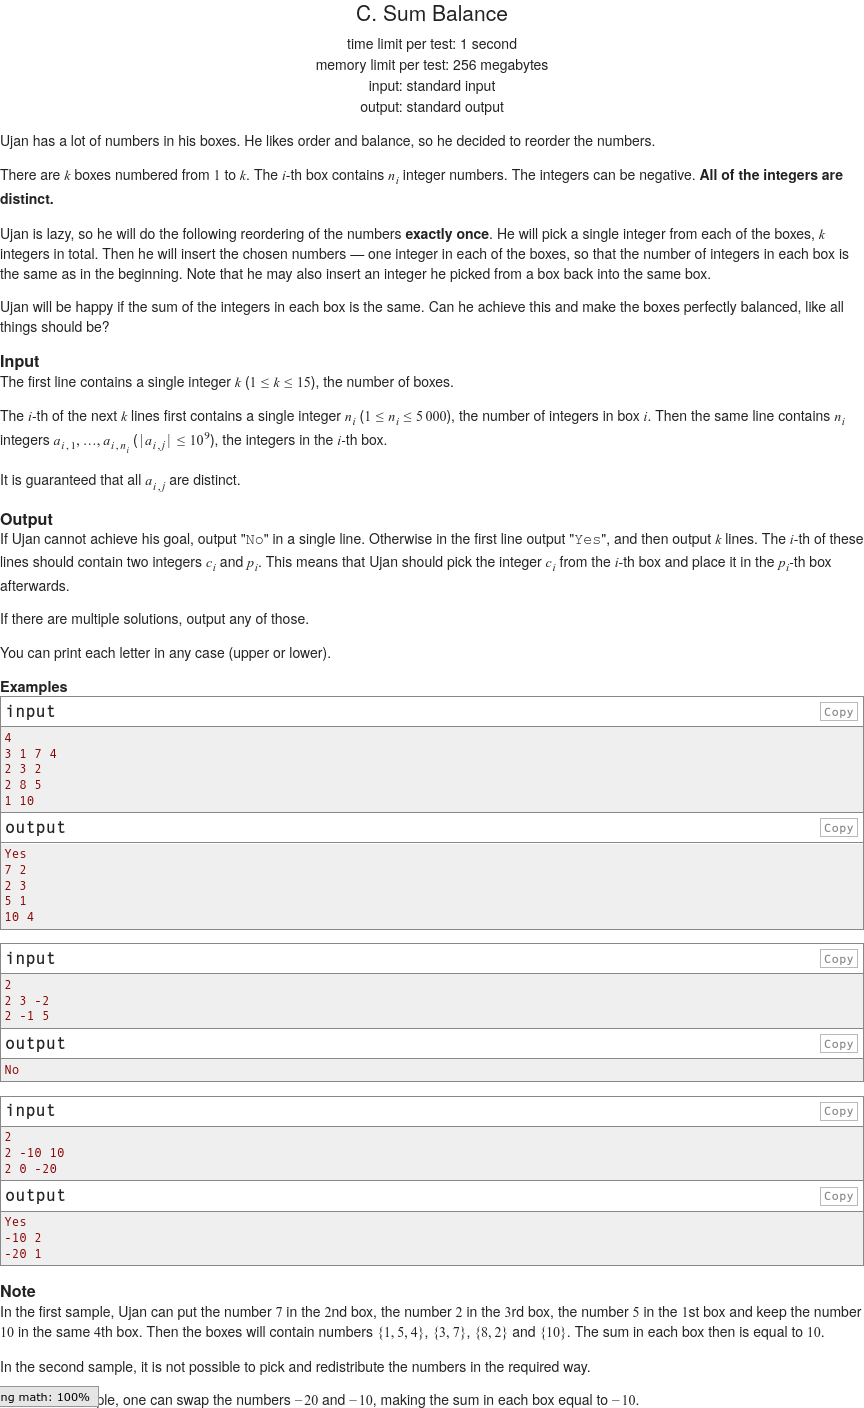 C. Sum Balance
time limit per test: 1 second
memory limit per test: 256 megabytes
input: standard input
output: standard output
Ujan has a lot of numbers in his boxes. He likes order and balance, so he decided to reorder the numbers.
There are k boxes numbered from 1 to k. The i-th box contains n_i integer numbers. The integers can be negative. All of the integers are
distinct.
Ujan is lazy, so he will do the following reordering of the numbers exactly once. He will pick a single integer from each of the boxes, k
integers in total. Then he will insert the chosen numbers — one integer in each of the boxes, so that the number of integers in each box is
the same as in the beginning. Note that he may also insert an integer he picked from a box back into the same box.
Ujan will be happy if the sum of the integers in each box is the same. Can he achieve this and make the boxes perfectly balanced, like all
things should be?
Input
The first line contains a single integer k (1 ≤ k ≤ 15), the number of boxes.
The i-th of the next k lines first contains a single integer n_i (1 ≤ n_i ≤ 5 000), the number of integers in box i. Then the same line contains n_i
integers a_{i,1}, …, a_{i,n_i} (|a_{i,j}| ≤ 10^9), the integers in the i-th box.
It is guaranteed that all a_{i,j} are distinct.
Output
If Ujan cannot achieve his goal, output "No" in a single line. Otherwise in the first line output "Yes", and then output k lines. The i-th of these
lines should contain two integers c_i and p_i. This means that Ujan should pick the integer c_i from the i-th box and place it in the p_i-th box
afterwards.
If there are multiple solutions, output any of those.
You can print each letter in any case (upper or lower).
Examples
input Copy
4
3 1 7 4
2 3 2
2 8 5
1 10
output Copy
Yes
7 2
2 3
5 1
10 4
input Copy
2
2 3 -2
2 -1 5
output Copy
No
input Copy
2
2 -10 10
2 0 -20
output Copy
Yes
-10 2
-20 1
Note
In the first sample, Ujan can put the number 7 in the 2nd box, the number 2 in the 3rd box, the number 5 in the 1st box and keep the number
10 in the same 4th box. Then the boxes will contain numbers {1, 5, 4}, {3, 7}, {8, 2} and {10}. The sum in each box then is equal to 10.
In the second sample, it is not possible to pick and redistribute the numbers in the required way.
ng math: 100% ple, one can swap the numbers −20 and −10, making the sum in each box equal to −10.